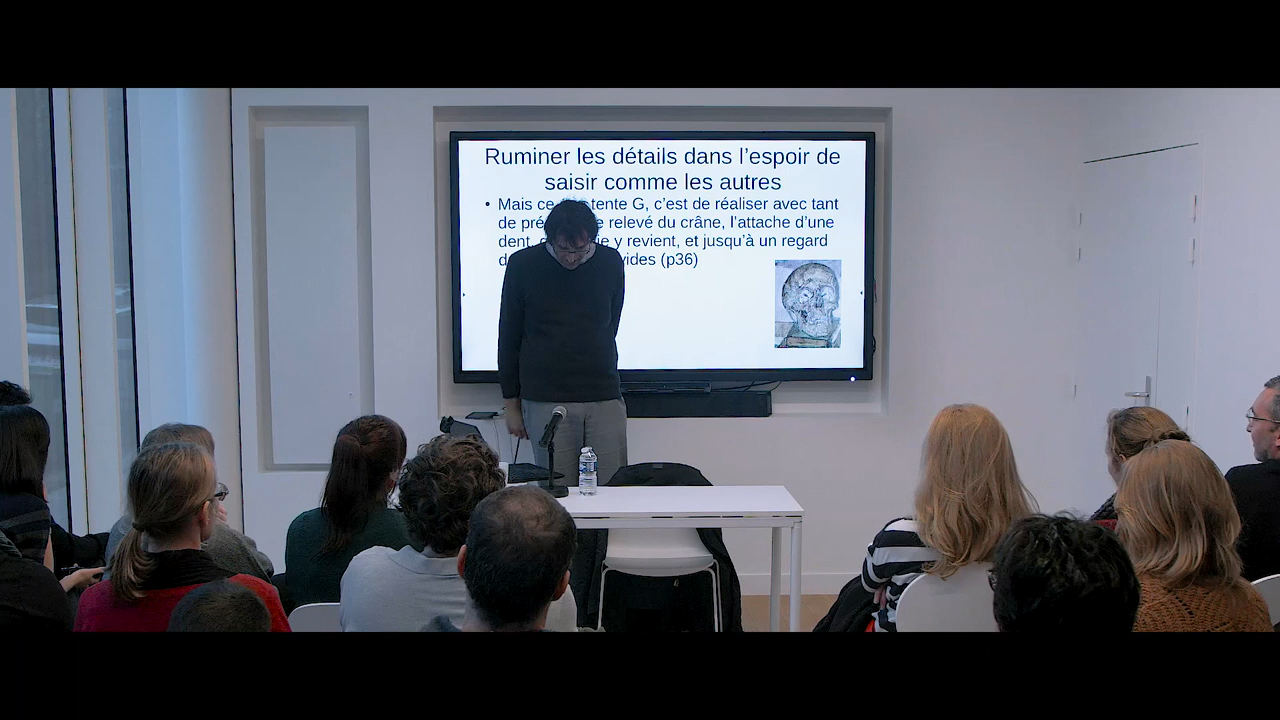 Ruminer les détails dans l’espoir de
saisir comme les autres
• Mais ce tente G, c’est de réaliser avec tant
de relevé du crâne, l’attache d’une
dent, y revient, et jusqu’à un regard
vides (p36)